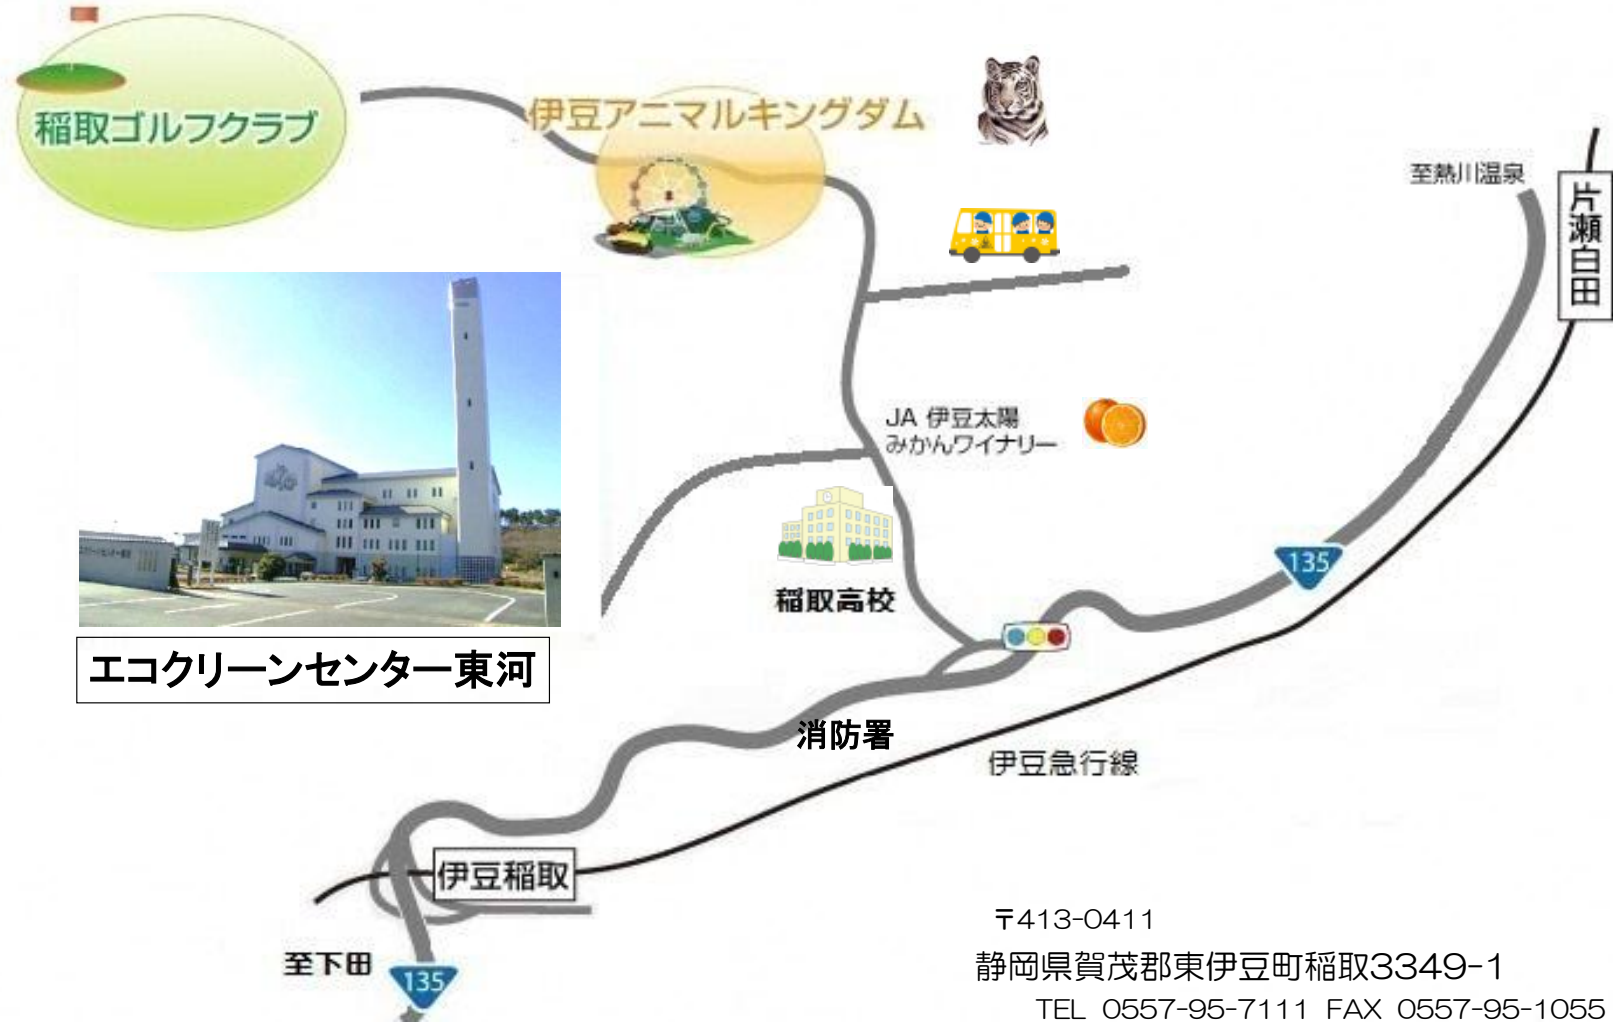 稲取ゴルフクラブ
伊豆アニマルキングダム
至熱川温泉
片瀬白田
JA 伊豆太陽
みかんワイナリー
稲取高校
135
エコクリーンセンター東河
消防署
伊豆急行線
伊豆稲取
至下田
135
〒413-0411
静岡県賀茂郡東伊豆町稲取3349-1
TEL 0557-95-7111 FAX 0557-95-1055